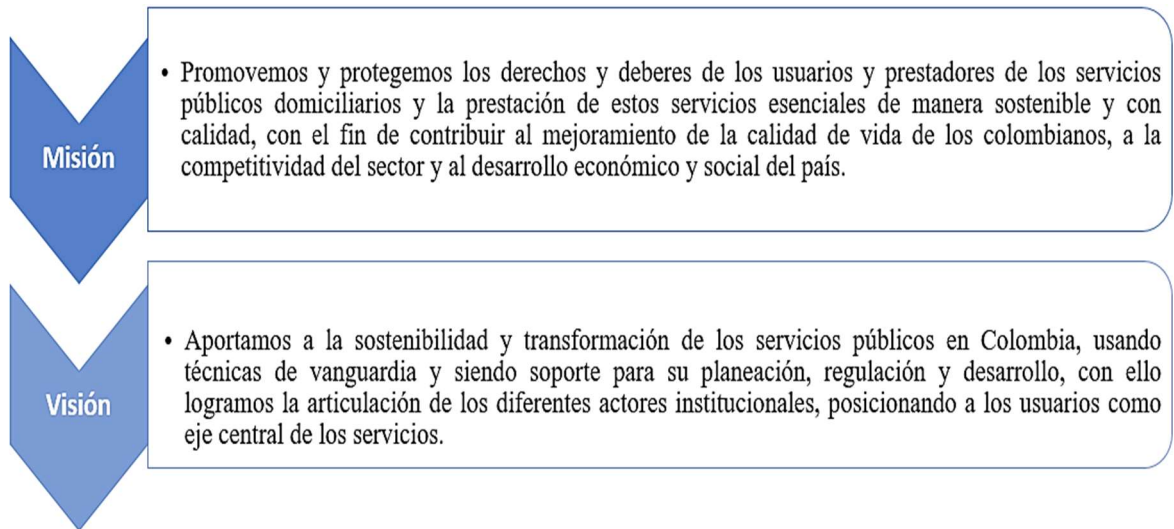 Misión
• Promovemos y protegemos los derechos y deberes de los usuarios y prestadores de los servicios
públicos domiciliarios y la prestación de estos servicios esenciales de manera sostenible y con
calidad, con el fin de contribuir al mejoramiento de la calidad de vida de los colombianos, a la
competitividad del sector y al desarrollo económico y social del país.
Visión
• Aportamos a la sostenibilidad y transformación de los servicios públicos en Colombia, usando
técnicas de vanguardia y siendo soporte para su planeación, regulación y desarrollo, con ello
logramos la articulación de los diferentes actores institucionales, posicionando a los usuarios como
eje central de los servicios.